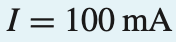 I = 100 mA